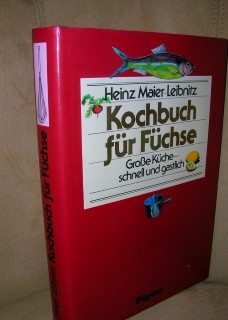 Heinz Maier-Leibnitz
Kochbuch
für Füchse
Große Küche –
schnell und gastlich
Kochbuch für Füchse